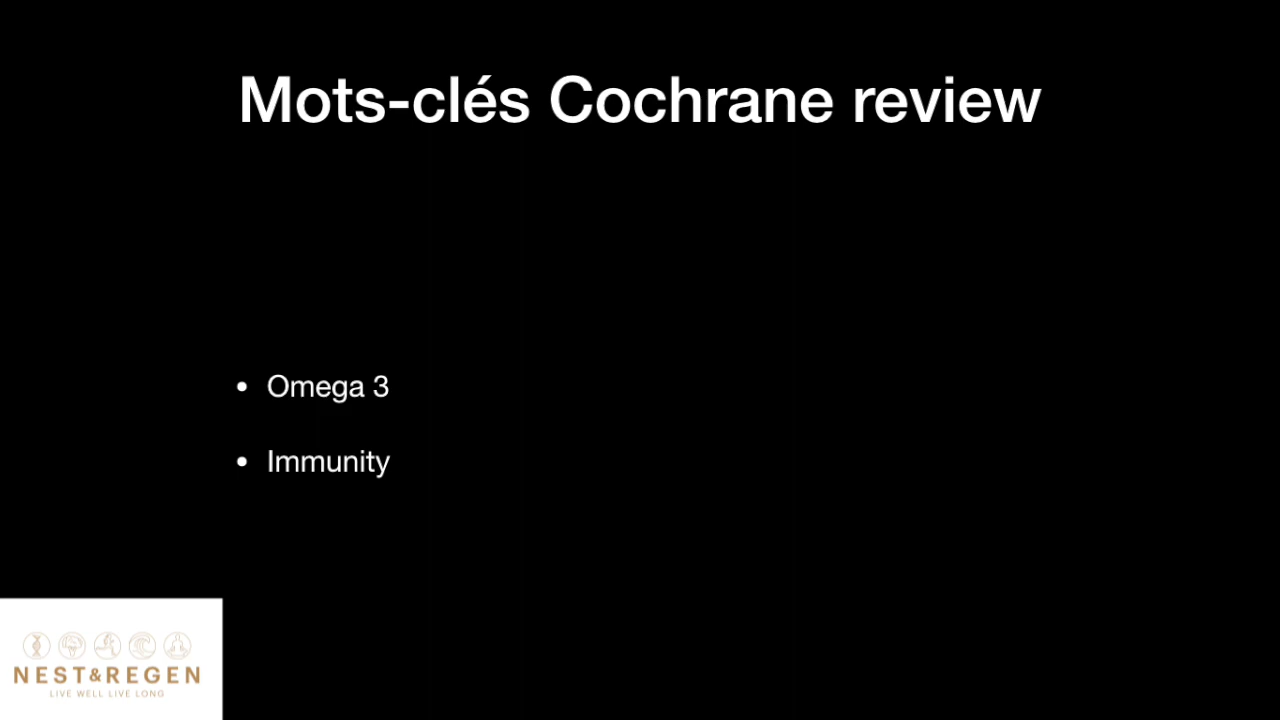 Mots-clés Cochrane review
• Omega 3
• Immunity
NEST&REGEN
LIVE WELL LIVE LONG